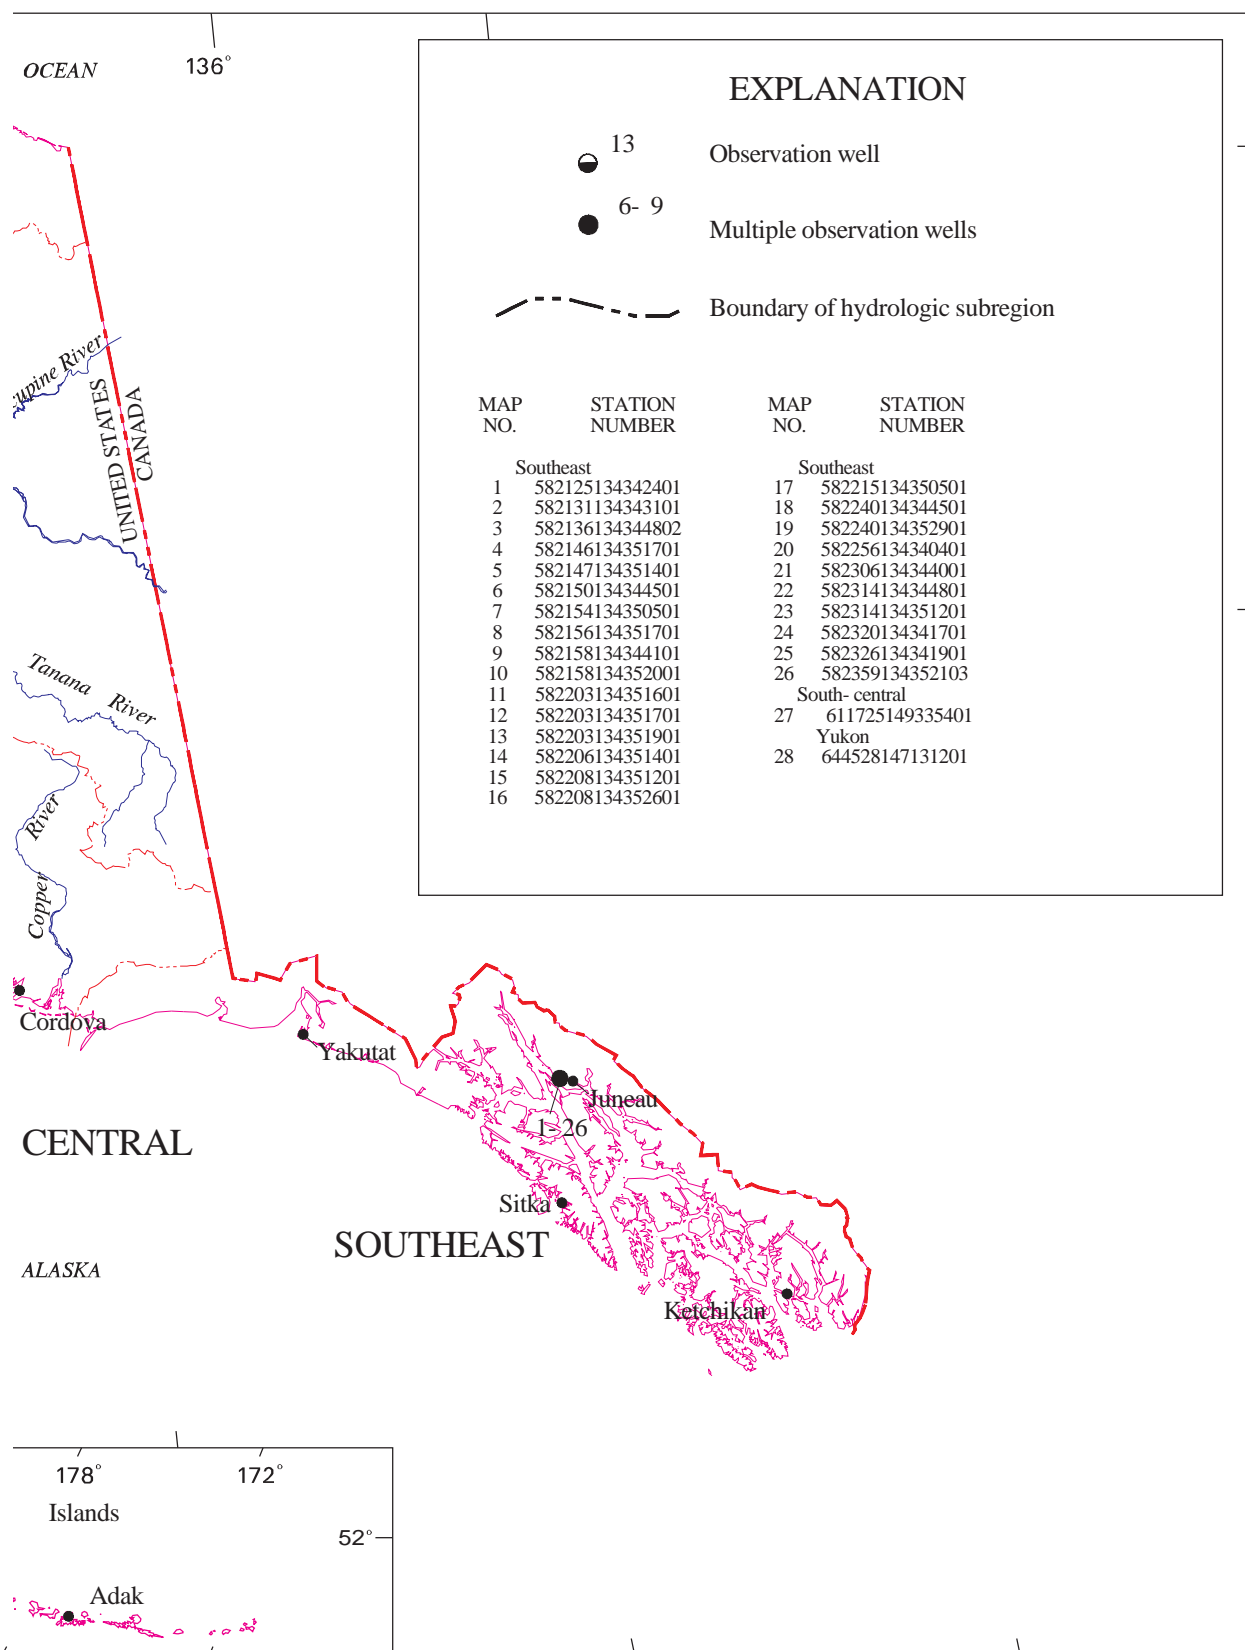 OCEAN
136°
EXPLANATION
13
Observation well
6- 9
Multiple observation wells
Boundary of hydrologic subregion
MAP STATION MAP STATION
NO. NUMBER NO. NUMBER
Southeast Southeast
1 582125134342401 17 582215134350501
2 582131134343101 18 582240134344501
3 582136134344802 19 582240134352901
4 582146134351701 20 582256134340401
5 582147134351401 21 582306134344001
6 582150134344501 22 582314134344801
7 582154134350501 23 582314134351201
8 582156134351701 24 582320134341701
9 582158134344101 25 582326134341901
10 582158134352001 26 582359134352103
11 582203134351601 South- central
12 582203134351701 27 611725149335401
13 582203134351901 Yukon
14 582206134351401 28 644528147131201
15 582208134351201
16 582208134352601
cupine River
UNITED STATES
CANADA
Tanana River
River
Copper
Cordova
Yakutat
Juneau
1- 26
CENTRAL
Sitka
SOUTHEAST
ALASKA
Ketchikan
178° 172°
Islands
52°
Adak